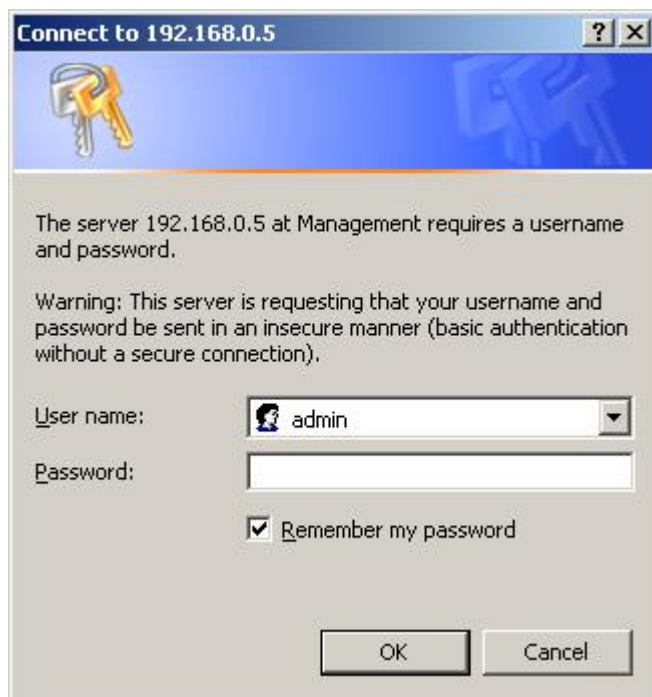 Connect to 192.168.0.5
The server 192.168.0.5 at Management requires a username
and password.
Warning: This server is requesting that your username and
password be sent in an insecure manner (basic authentication
without a secure connection).
User name:
admin
Password:
Remember my password
OK
Cancel